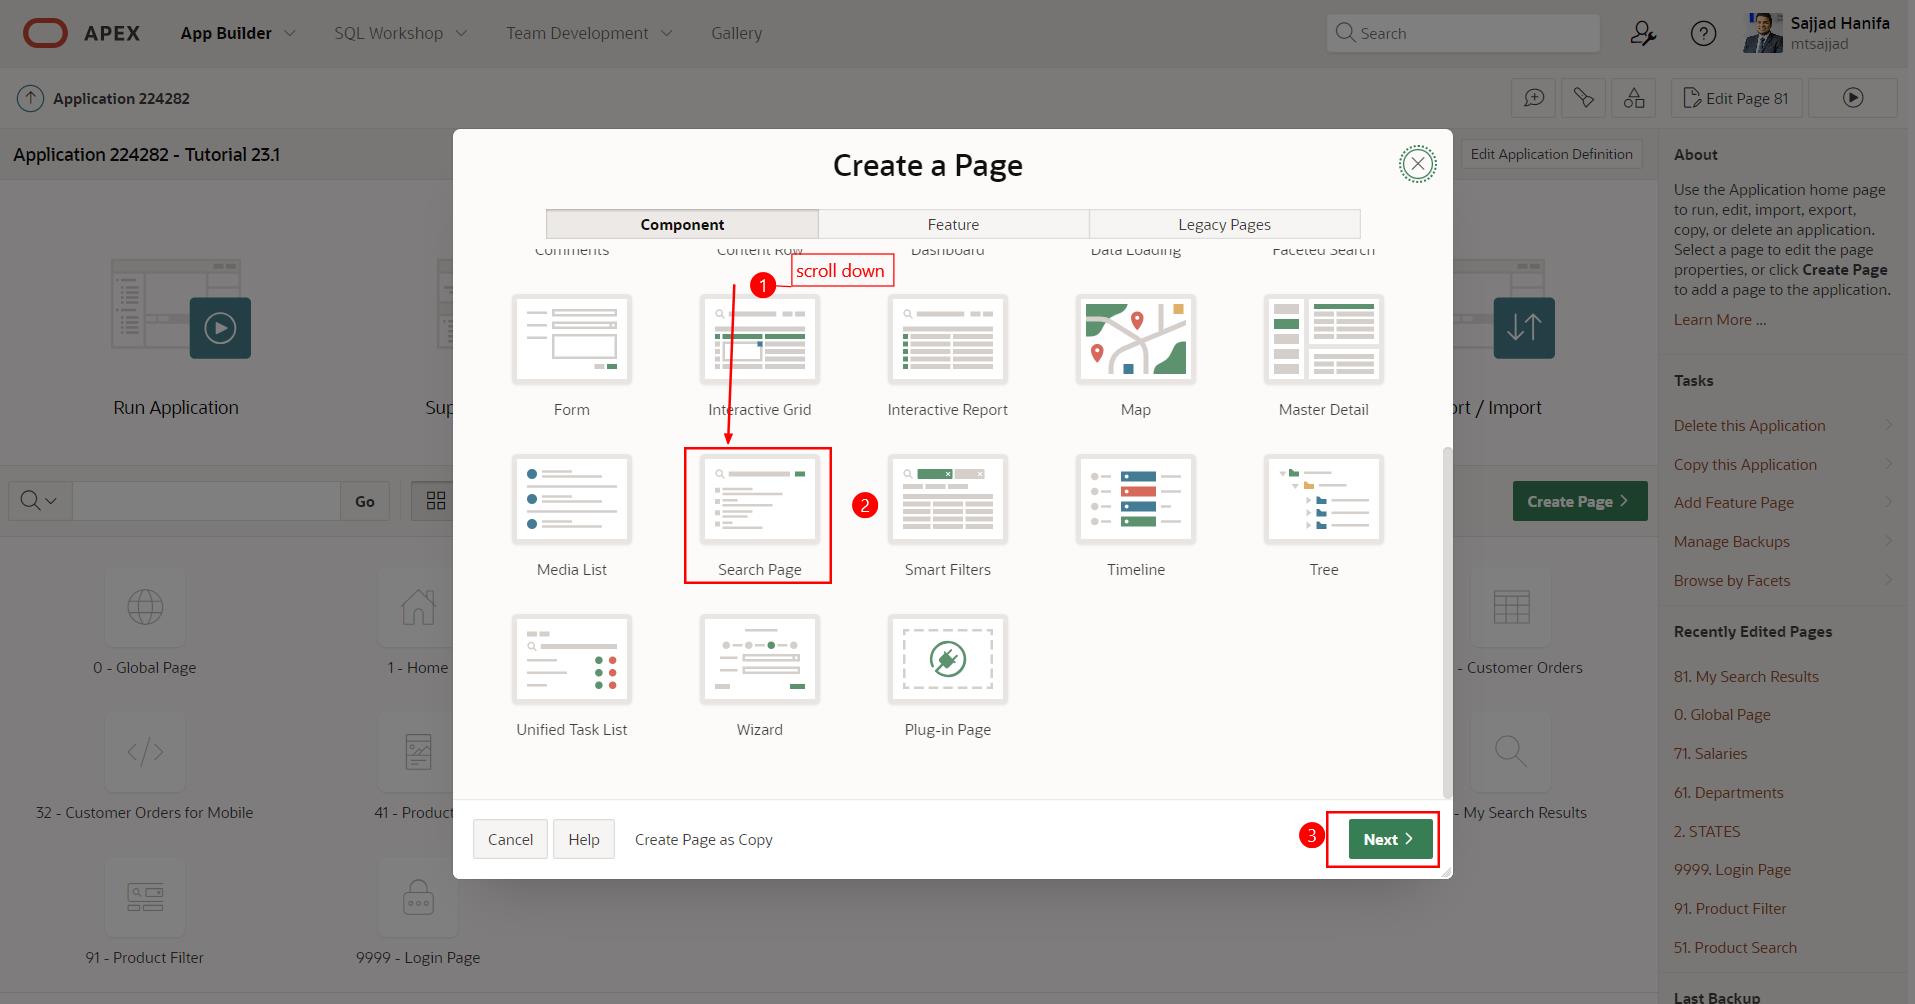 APEX
App Builder
SQL Workshop
Team Development
Gallery
Search
Sajjad Hanifa
mtsajjad
Application 224282
Edit Page 81
Application 224282 - Tutorial 23.1
Edit Application Definition
Create a Page
Component
Feature
Legacy Pages
Comments
Content Row
Dashboard
Data Loading
Faceted Search
1
scroll down
Form
Interactive Grid
Interactive Report
Map
Master Detail
2
Media List
Search Page
Smart Filters
Timeline
Tree
Unified Task List
Wizard
Plug-in Page
Cancel
Help
Create Page as Copy
3
Next
Run Application
Sup
ort / Import
Go
Create Page
0 - Global Page
1 - Home
- Customer Orders
32 - Customer Orders for Mobile
41 - Product
- My Search Results
91 - Product Filter
9999 - Login Page
About
Use the Application home page
to run, edit, import, export,
copy, or delete an application.
Select a page to edit the page
properties, or click Create Page
to add a page to the application.
Learn More ...
Tasks
Delete this Application
Copy this Application
Add Feature Page
Manage Backups
Browse by Facets
Recently Edited Pages
81. My Search Results
0. Global Page
71. Salaries
61. Departments
2. STATES
9999. Login Page
91. Product Filter
51. Product Search
Last Backup